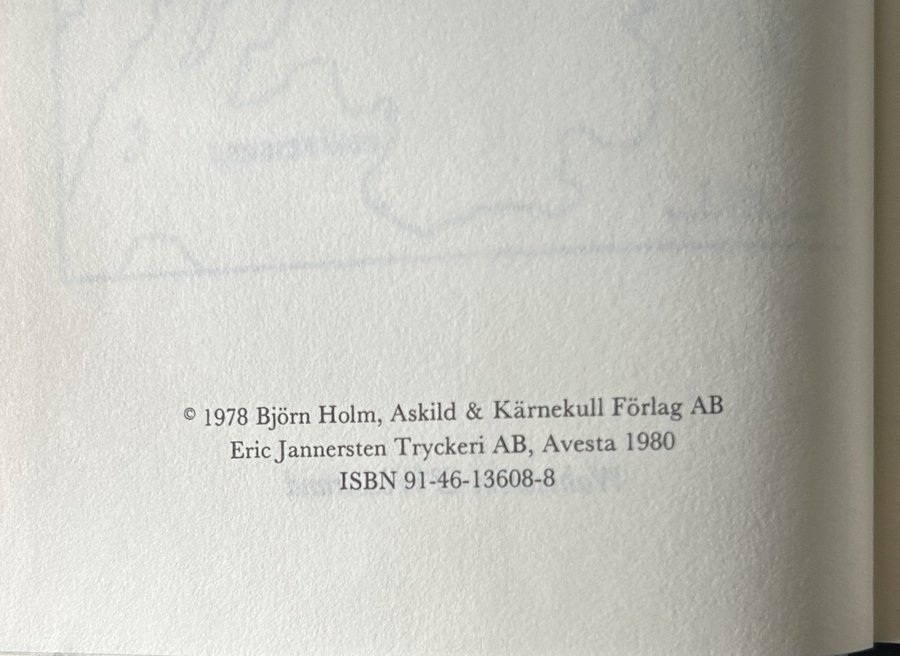 © 1978 Björn Holm, Askild & Kärnekull Förlag AB
Eric Jannersten Tryckeri AB, Avesta 1980
ISBN 91-46-13608-8